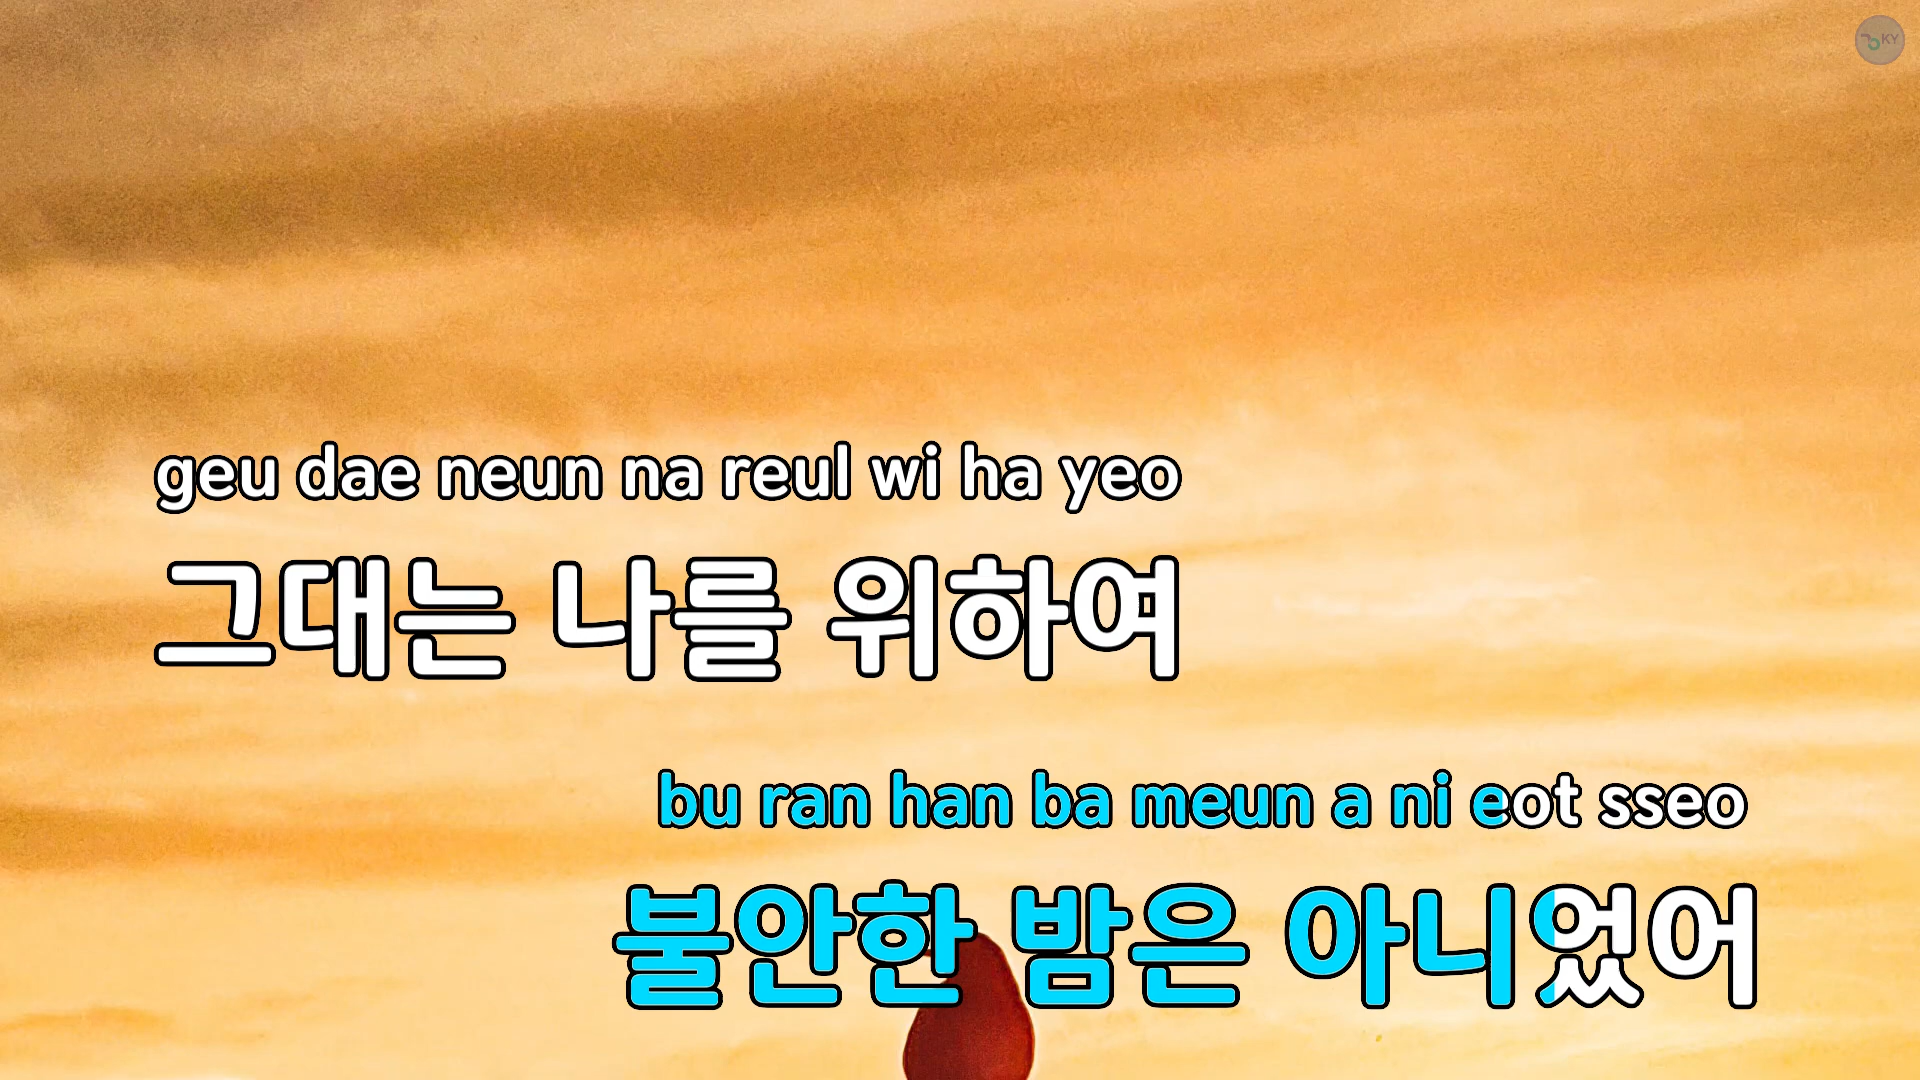 KY
geu dae neun na reul wi ha yeo
그대는 나를 위하여
bu ran han ba meun a ni eot sseo
불안한 밤은 아니었어